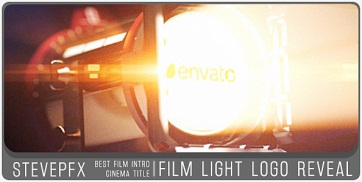 envato
STEVEPFX
BEST FILM INTRO
CINEMA TITLE
FILM LIGHT LOGO REVEAL